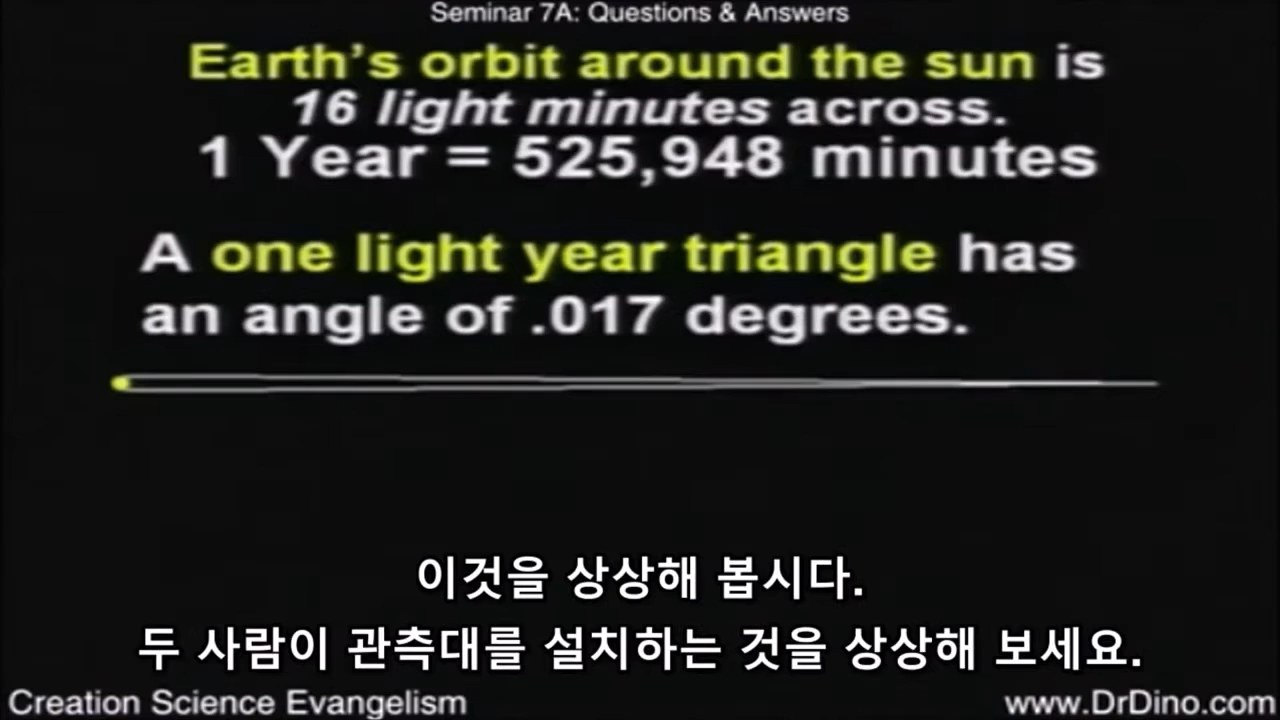 Seminar 7A: Questions & Answers
Earth's orbit around the sun is
16 light minutes across.
1 Year = 525,948 minutes
A one light year triangle has
an angle of .017 degrees.
이것을 상상해 봅시다.
두 사람이 관측대를 설치하는 것을 상상해 보세요.
Creation Science Evangelism
www.DrDino.com